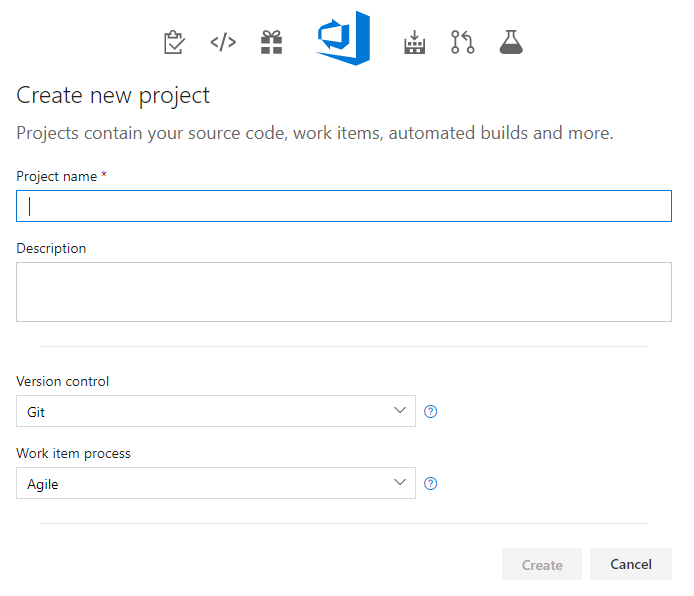 </>
Create new project
Projects contain your source code, work items, automated builds and more.
Project name *
Description
Version control
Git
?
Work item process
Agile
?
Create
Cancel